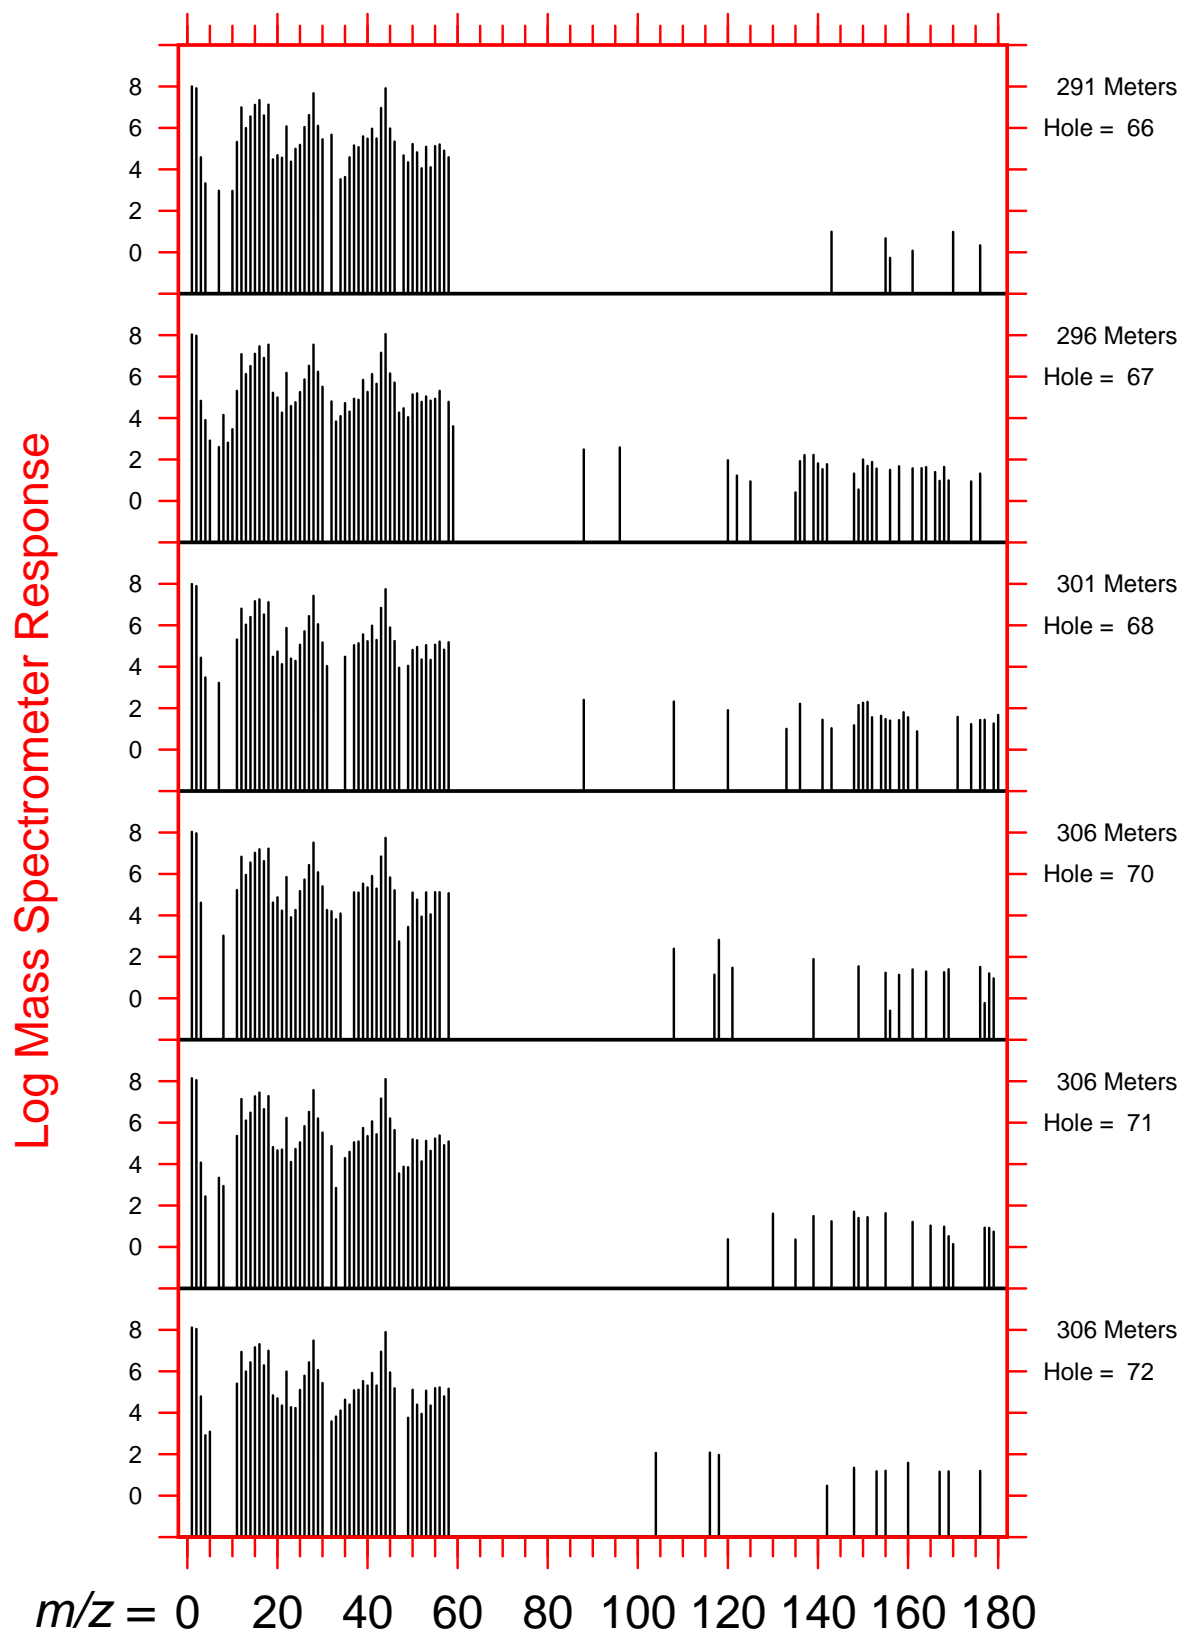 8
291 Meters
6
Hole = 66
4
2
0
8
296 Meters
6
Hole = 67
4
2
0
8
301 Meters
6
Hole = 68
4
2
0
8
306 Meters
6
Hole = 70
4
2
0
8
306 Meters
6
Hole = 71
4
2
0
8
306 Meters
6
Hole = 72
4
2
0
Log Mass Spectrometer Response
m/z = 0 20 40 60 80 100 120 140 160 180